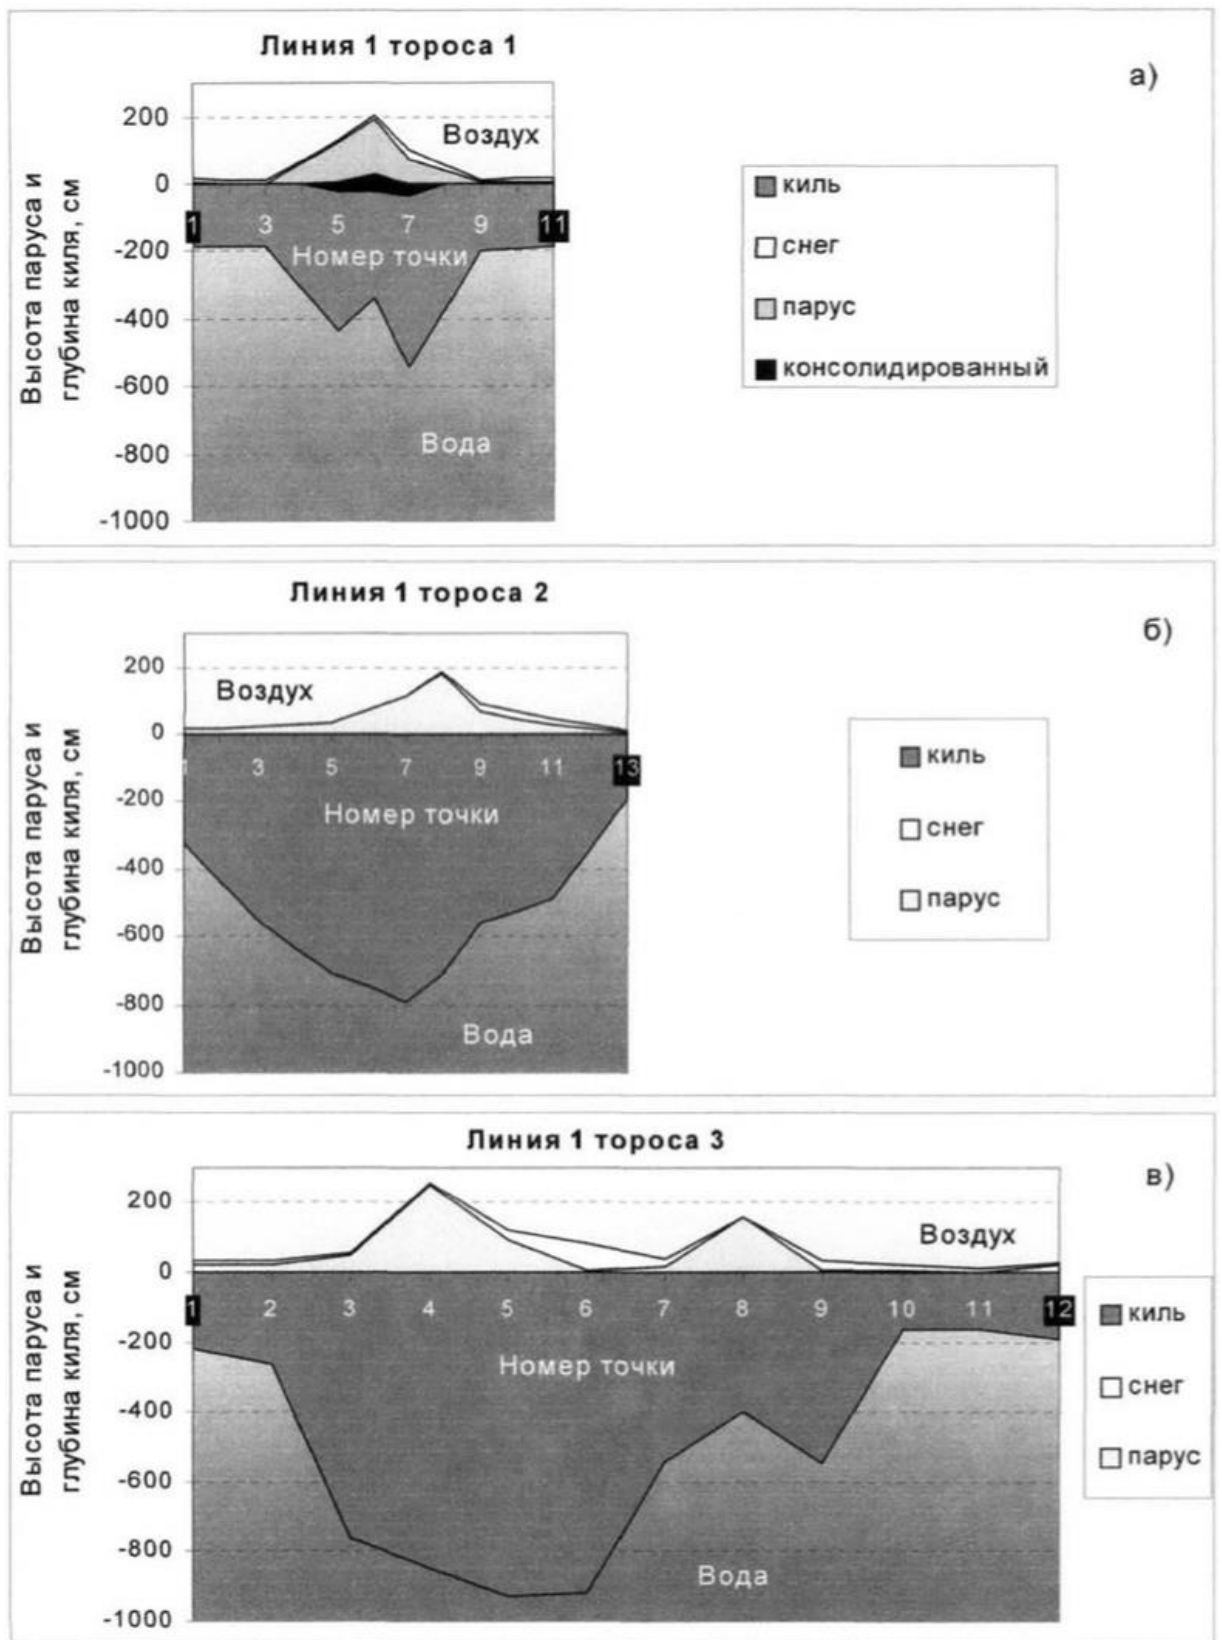 Линия 1 тороса 1
а)
Высота паруса и
глубина киля, см
200
0
-200
-400
-600
-800
-1000
Воздух
1 3 5 7 9 11
Номер точки
Вода
киль
снег
парус
консолидированный
Линия 1 тороса 2
б)
Высота паруса и
глубина киля, см
200
0
-200
-400
-600
-800
-1000
Воздух
1 3 5 7 9 11 13
Номер точки
Вода
киль
снег
парус
Линия 1 тороса 3
в)
Высота паруса и
глубина киля, см
200
0
-200
-400
-600
-800
-1000
Воздух
1 2 3 4 5 6 7 8 9 10 11 12
Номер точки
Вода
киль
снег
парус